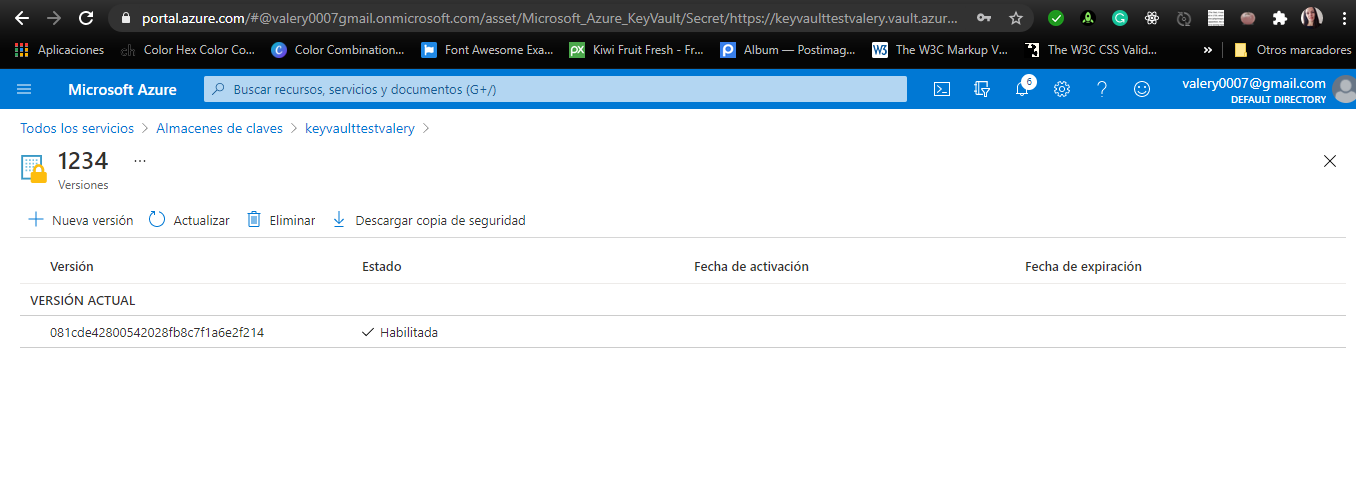 portal.azure.com/#@valery0007gmail.onmicrosoft.com/asset/Microsoft_Azure_KeyVault/Secret/https://keyvaulttestvalery.vault.azur...
Aplicaciones Color Hex Color Co... Color Combination... Font Awesome Exa... Kiwi Fruit Fresh - Fr... Album — Postimag... The W3C Markup V... The W3C CSS Valid... » Otros marcadores
Microsoft Azure Buscar recursos, servicios y documentos (G+/) 6 valery0007@gmail.com
DEFAULT DIRECTORY
Todos los servicios > Almacenes de claves > keyvaulttestvalery >
1234 ...
Versiones
Nueva versión Actualizar Eliminar Descargar copia de seguridad
Versión Estado Fecha de activación Fecha de expiración
VERSIÓN ACTUAL
081cde42800542028fb8c7f1a6e2f214 Habilitada